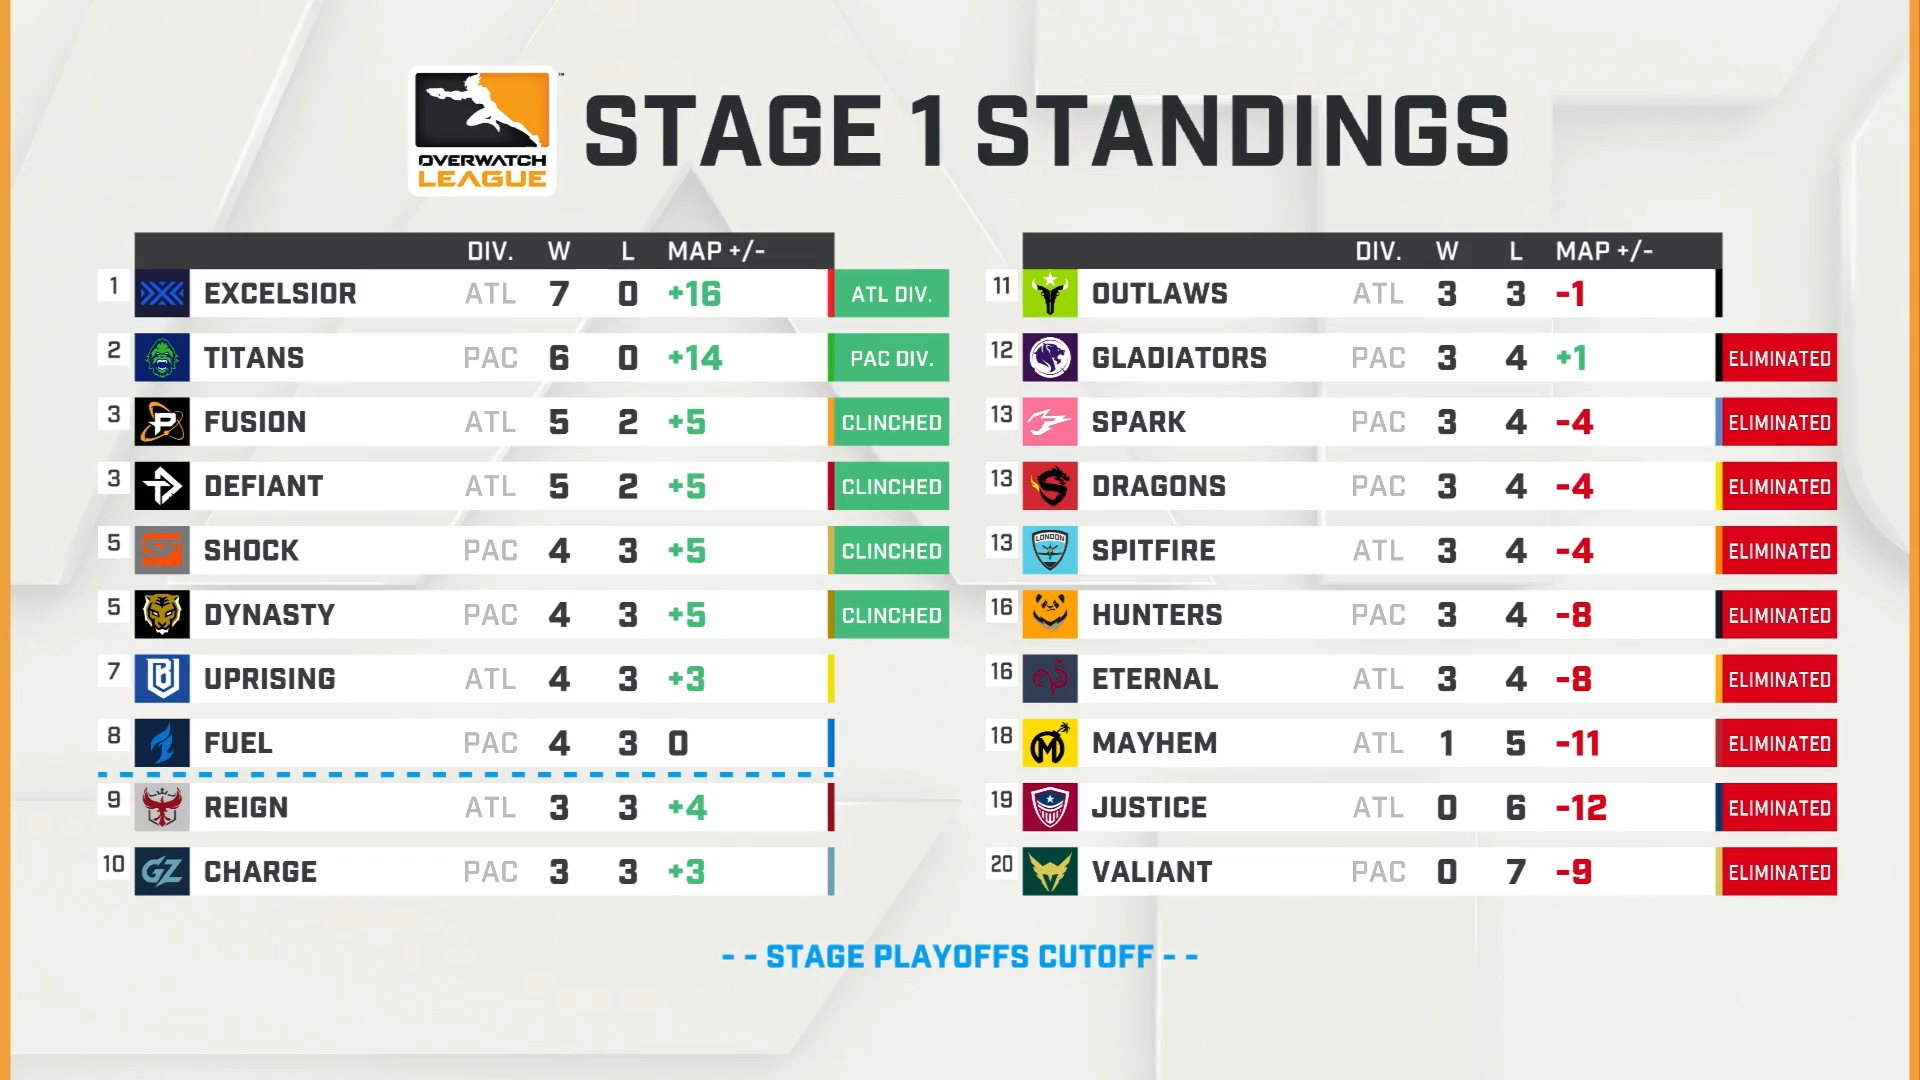 OVERWATCH
LEAGUE
™
STAGE 1 STANDINGS
DIV. W L MAP +/-
1 EXCELSIOR ATL 7 0 +16 ATL DIV.
2 TITANS PAC 6 0 +14 PAC DIV.
3 FUSION ATL 5 2 +5 CLINCHED
3 DEFIANT ATL 5 2 +5 CLINCHED
5 SHOCK PAC 4 3 +5 CLINCHED
5 DYNASTY PAC 4 3 +5 CLINCHED
7 UPRISING ATL 4 3 +3
8 FUEL PAC 4 3 0
9 REIGN ATL 3 3 +4
10 GZ CHARGE PAC 3 3 +3
DIV. W L MAP +/-
11 OUTLAWS ATL 3 3 -1
12 GLADIATORS PAC 3 4 +1 ELIMINATED
13 SPARK PAC 3 4 -4 ELIMINATED
13 DRAGONS PAC 3 4 -4 ELIMINATED
13 LONDON SPITFIRE ATL 3 4 -4 ELIMINATED
16 HUNTERS PAC 3 4 -8 ELIMINATED
16 ETERNAL ATL 3 4 -8 ELIMINATED
18 M MAYHEM ATL 1 5 -11 ELIMINATED
19 JUSTICE ATL 0 6 -12 ELIMINATED
20 VALIANT PAC 0 7 -9 ELIMINATED
- - STAGE PLAYOFFS CUTOFF - -